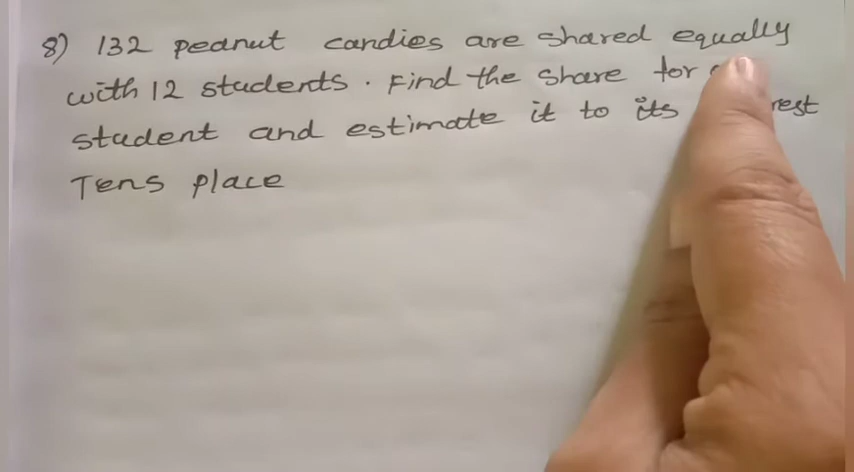 8) 132 peanut candies are shared equally
with 12 students. Find the share for
student and estimate it to its rest
Tens place